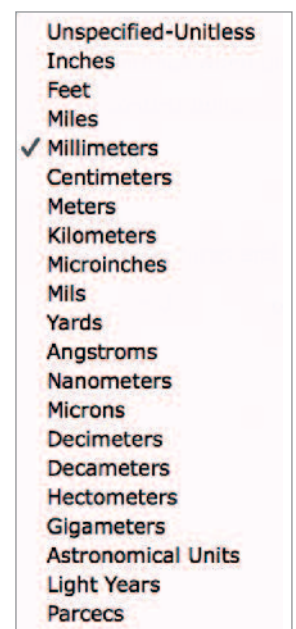 Unspecified-Unitless
Inches
Feet
Miles
✓ Millimeters
Centimeters
Meters
Kilometers
Microinches
Mils
Yards
Angstroms
Nanometers
Microns
Decimeters
Decameters
Hectometers
Gigameters
Astronomical Units
Light Years
Parcecs